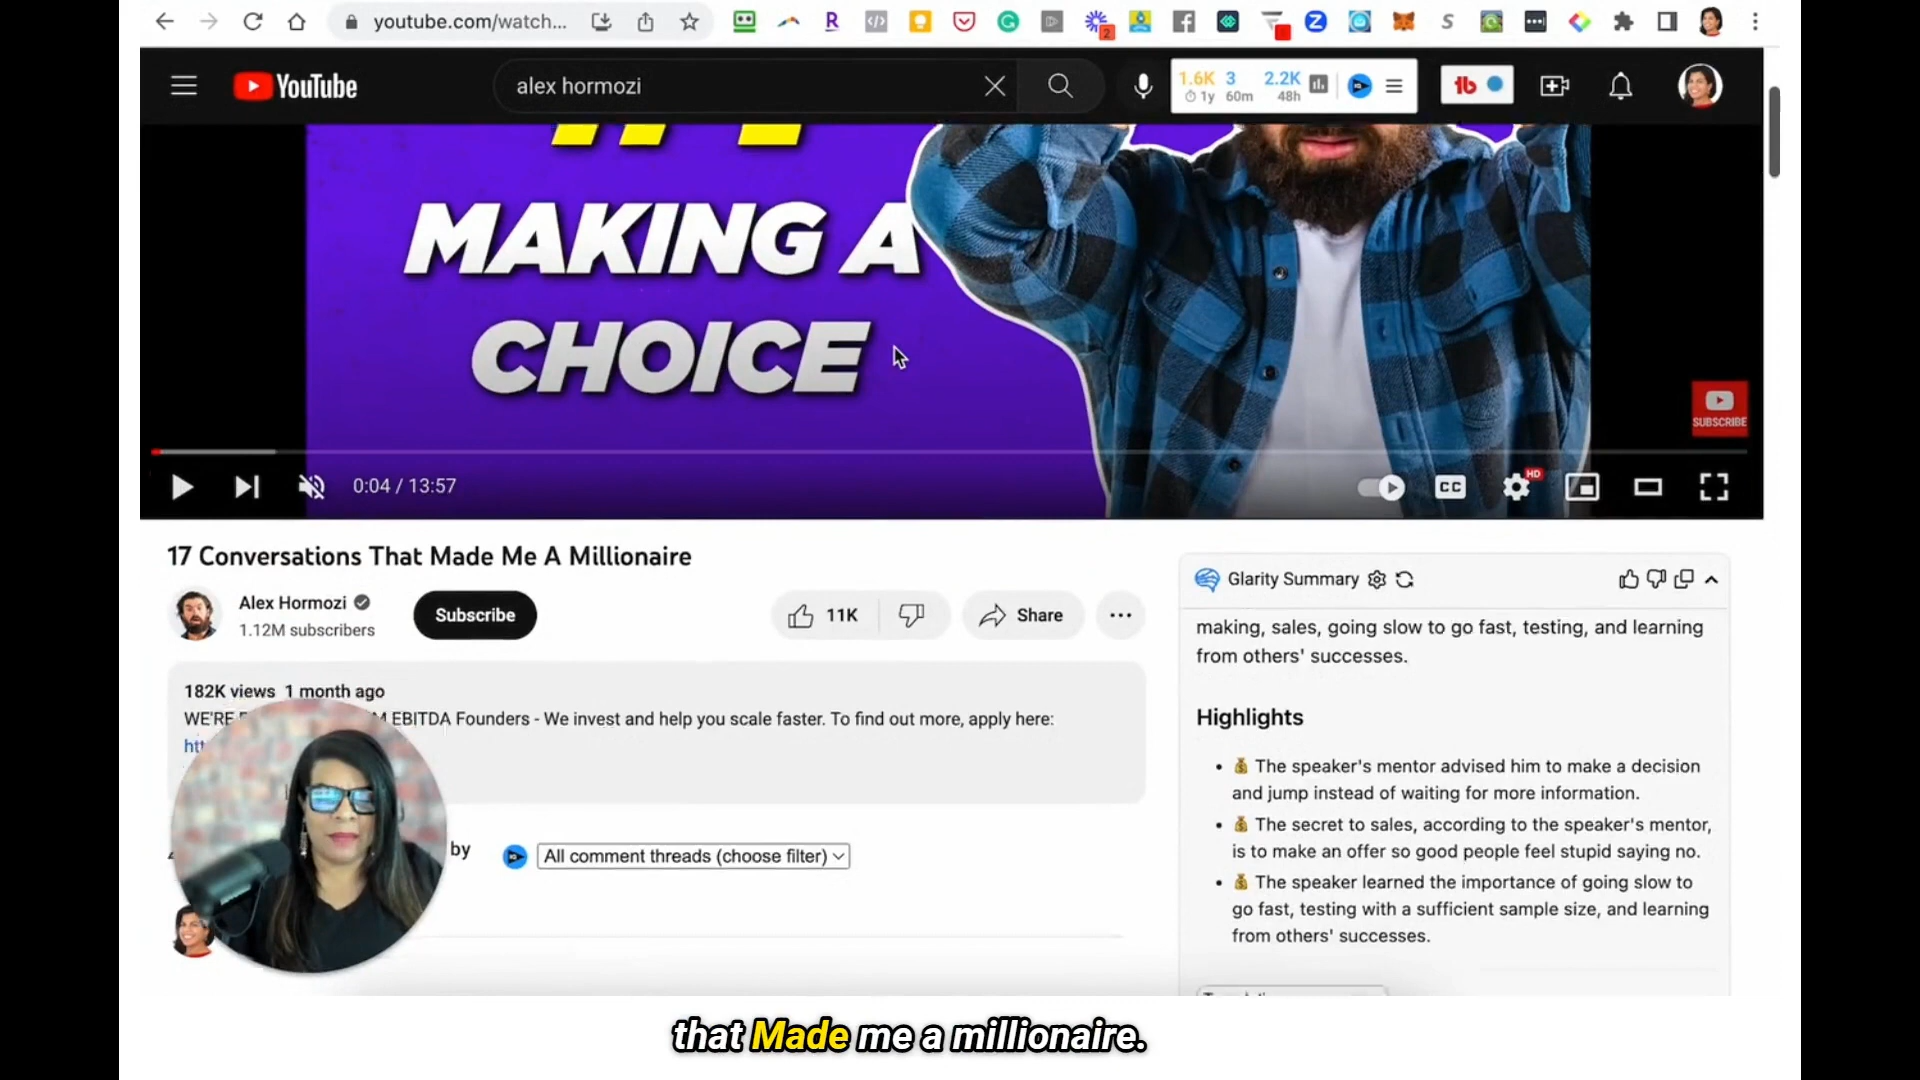 youtube.com/watch...
2
YouTube
alex hormozi
1.6K 3 2.2K
1y 60m 48h
MAKING A
CHOICE
SUBSCRIBE
0:04 / 13:57
CC
HD
17 Conversations That Made Me A Millionaire
Alex Hormozi
1.12M subscribers
Subscribe
11K
Share
182K views 1 month ago
WE'RE EBITDA Founders - We invest and help you scale faster. To find out more, apply here:
by
All comment threads (choose filter)
Glarity Summary
making, sales, going slow to go fast, testing, and learning
from others' successes.
Highlights
• 💰 The speaker's mentor advised him to make a decision
and jump instead of waiting for more information.
• 💰 The secret to sales, according to the speaker's mentor,
is to make an offer so good people feel stupid saying no.
• 💰 The speaker learned the importance of going slow to
go fast, testing with a sufficient sample size, and learning
from others' successes.
that Made me a millionaire.